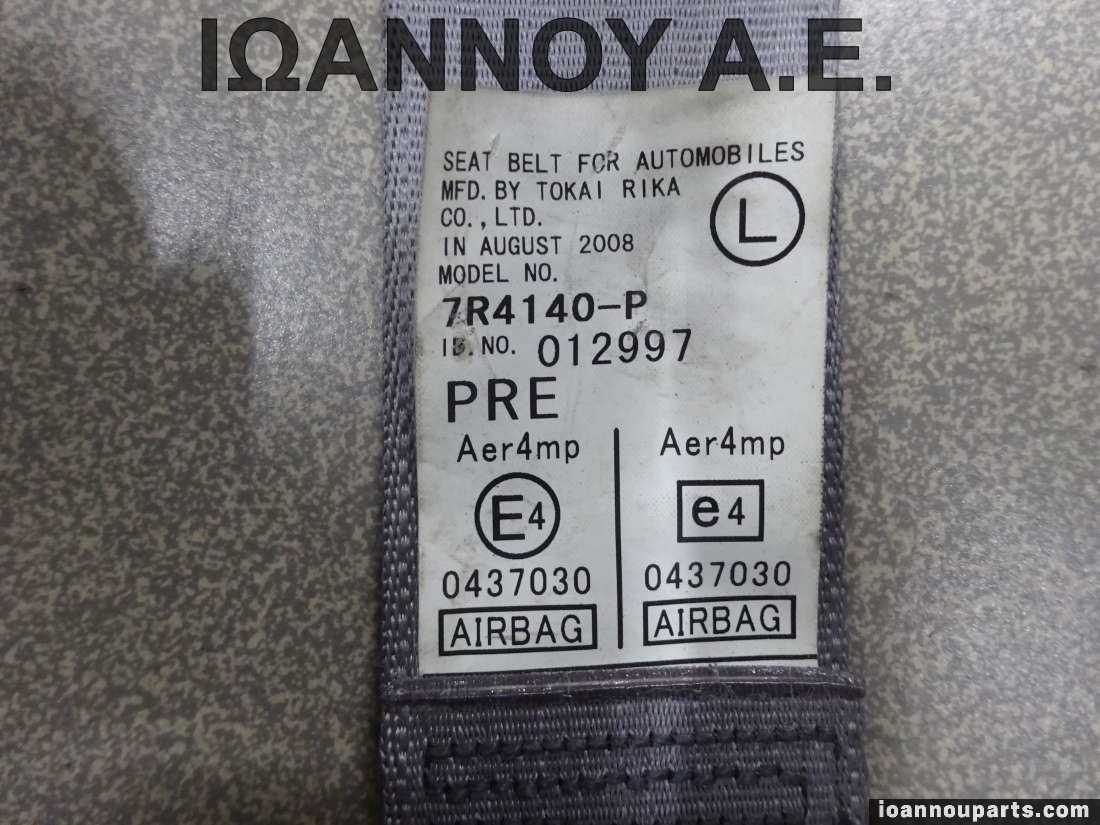 ΙΩΑΝΝΟΥ Α.Ε.
SEAT BELT FOR AUTOMOBILES
MFD. BY TOKAI RIKA
CO., LTD.
L
IN AUGUST 2008
MODEL NO.
7R4140-P
ID. NO. 012997
PRE
Aer4mp Aer4mp
E4 e4
0437030 0437030
AIRBAG AIRBAG
ioannouparts.com